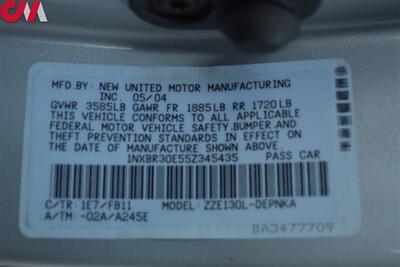 CM
MFD.BY: NEW UNITED MOTOR MANUFACTURING
INC. 05/04
GVWR 3585LB GAWR FR 1885LB RR 1720LB
THIS VEHICLE CONFORMS TO ALL APPLICABLE
FEDERAL MOTOR VEHICLE SAFETY,BUMPER,AND
THEFT PREVENTION STANDARDS IN EFFECT ON
THE DATE OF MANUFACTURE SHOWN ABOVE.
1NXBR30E55Z345435 PASS CAR
C/TR: 1E7/FB11 MODEL: ZZE130L-DEPNKA
A/TM: -02A/A245E
BA3477709